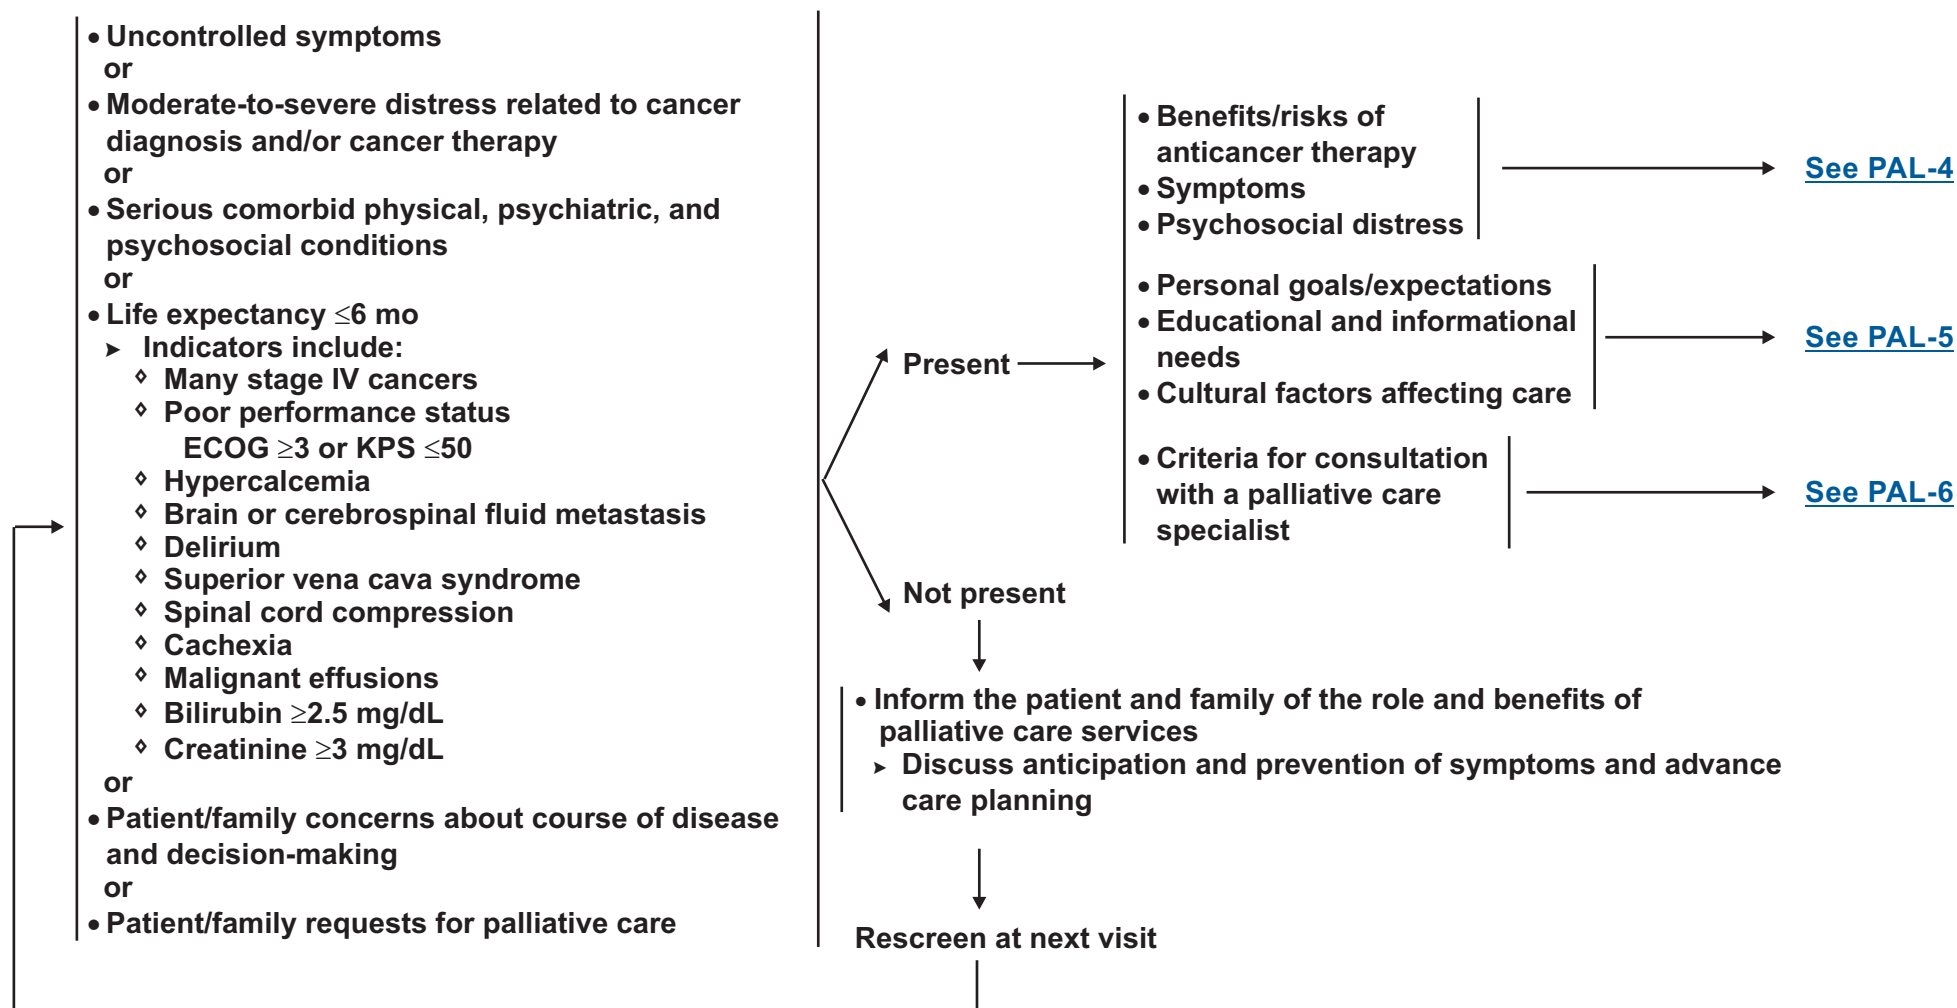 • Uncontrolled symptoms
or
• Moderate-to-severe distress related to cancer
diagnosis and/or cancer therapy
or
• Serious comorbid physical, psychiatric, and
psychosocial conditions
or
• Life expectancy ≤6 mo
➤ Indicators include:
◊ Many stage IV cancers
◊ Poor performance status
ECOG ≥3 or KPS ≤50
◊ Hypercalcemia
◊ Brain or cerebrospinal fluid metastasis
◊ Delirium
◊ Superior vena cava syndrome
◊ Spinal cord compression
◊ Cachexia
◊ Malignant effusions
◊ Bilirubin ≥2.5 mg/dL
◊ Creatinine ≥3 mg/dL
or
• Patient/family concerns about course of disease
and decision-making
or
• Patient/family requests for palliative care
Present
• Benefits/risks of
anticancer therapy
• Symptoms
• Psychosocial distress
See PAL-4
• Personal goals/expectations
• Educational and informational
needs
• Cultural factors affecting care
See PAL-5
• Criteria for consultation
with a palliative care
specialist
See PAL-6
Not present
• Inform the patient and family of the role and benefits of
palliative care services
➤ Discuss anticipation and prevention of symptoms and advance
care planning
Rescreen at next visit